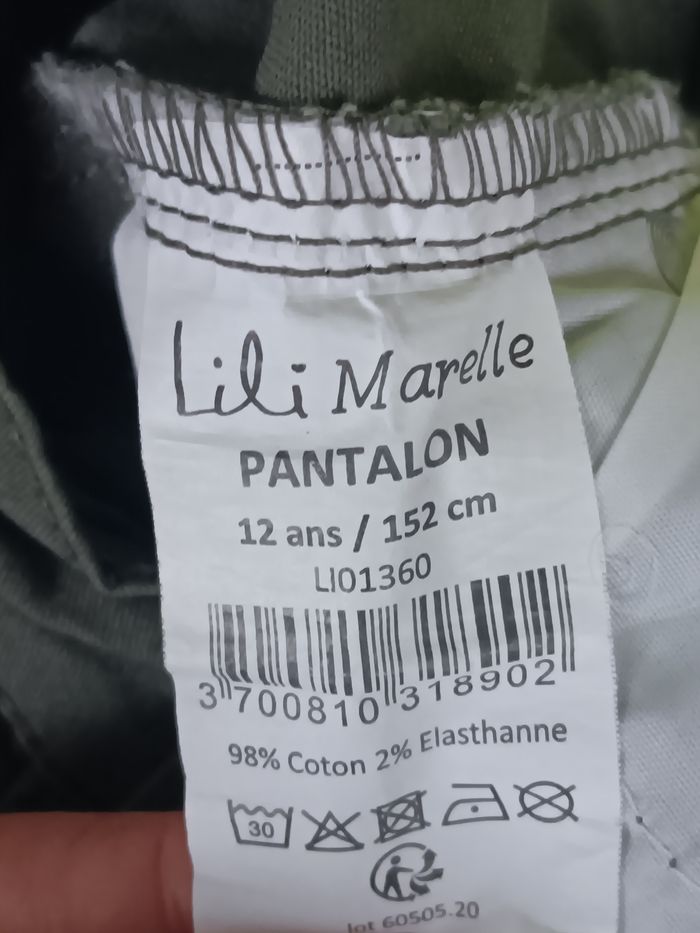 Lili Marelle
PANTALON
12 ans / 152 cm
LI01360
3 700810 318902
98% Coton 2% Elasthanne
30
lot 60505.20